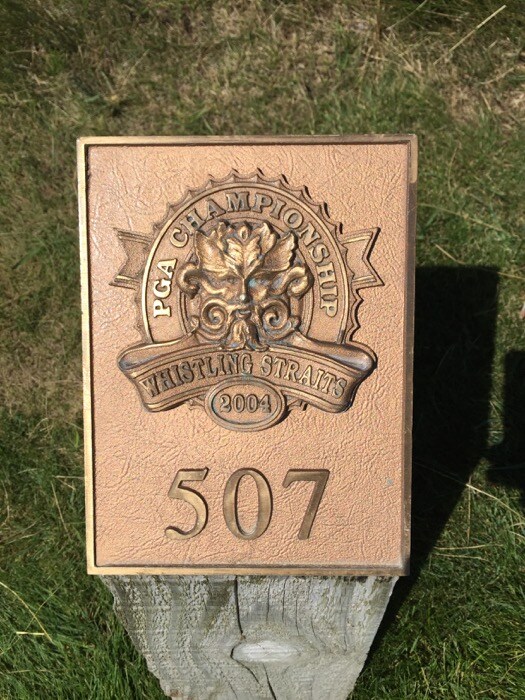 PGA CHAMPIONSHIP
WHISTLING STRAITS
2004
507